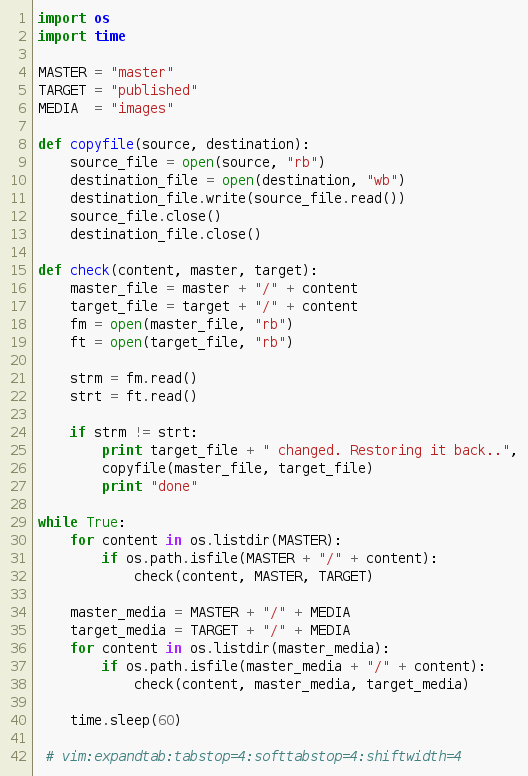 1 import os
2 import time
3
4 MASTER = "master"
5 TARGET = "published"
6 MEDIA  = "images"
7
8 def copyfile(source, destination):
9     source_file = open(source, "rb")
10     destination_file = open(destination, "wb")
11     destination_file.write(source_file.read())
12     source_file.close()
13     destination_file.close()
14
15 def check(content, master, target):
16     master_file = master + "/" + content
17     target_file = target + "/" + content
18     fm = open(master_file, "rb")
19     ft = open(target_file, "rb")
20
21     strm = fm.read()
22     strt = ft.read()
23
24     if strm != strt:
25         print target_file + " changed. Restoring it back..",
26         copyfile(master_file, target_file)
27         print "done"
28
29 while True:
30     for content in os.listdir(MASTER):
31         if os.path.isfile(MASTER + "/" + content):
32             check(content, MASTER, TARGET)
33
34     master_media = MASTER + "/" + MEDIA
35     target_media = TARGET + "/" + MEDIA
36     for content in os.listdir(master_media):
37         if os.path.isfile(master_media + "/" + content):
38             check(content, master_media, target_media)
39
40     time.sleep(60)
41
42  # vim:expandtab:tabstop=4:softtabstop=4:shiftwidth=4